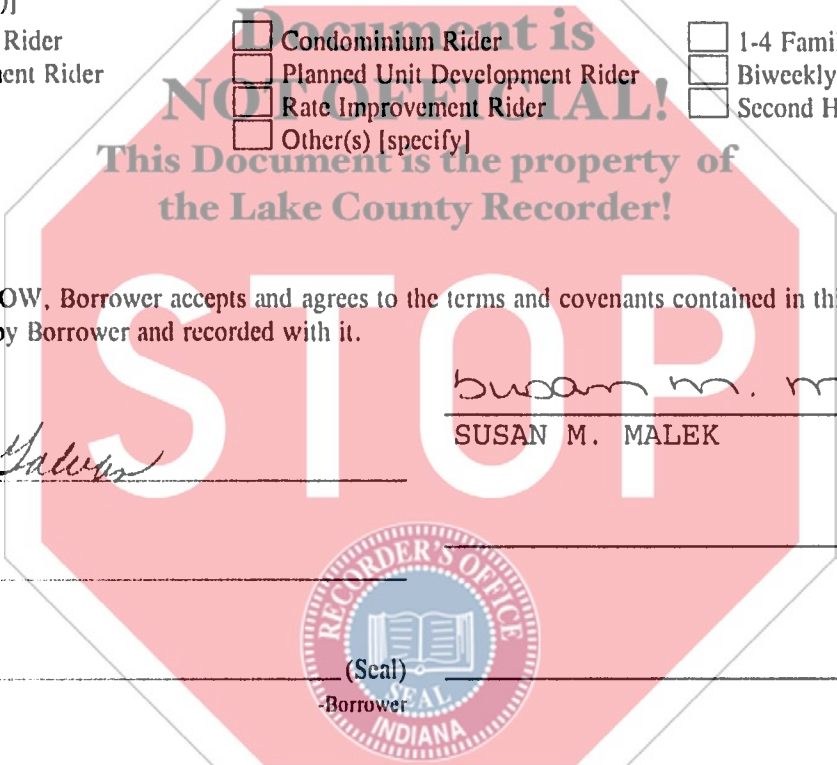 Rider Condominium Rider 1-4 Famil
ent Rider Planned Unit Development Rider Biweekly
Rate Improvement Rider Second H
Other(s) [specify]
Document is
NOT OFFICIAL!
This Document is the property of
the Lake County Recorder!
OW, Borrower accepts and agrees to the terms and covenants contained in thi
by Borrower and recorded with it.
STOP
Susan M. M
SUSAN M. MALEK
(Seal)
-Borrower
RECORDER'S OFFICE
SEAL
INDIANA